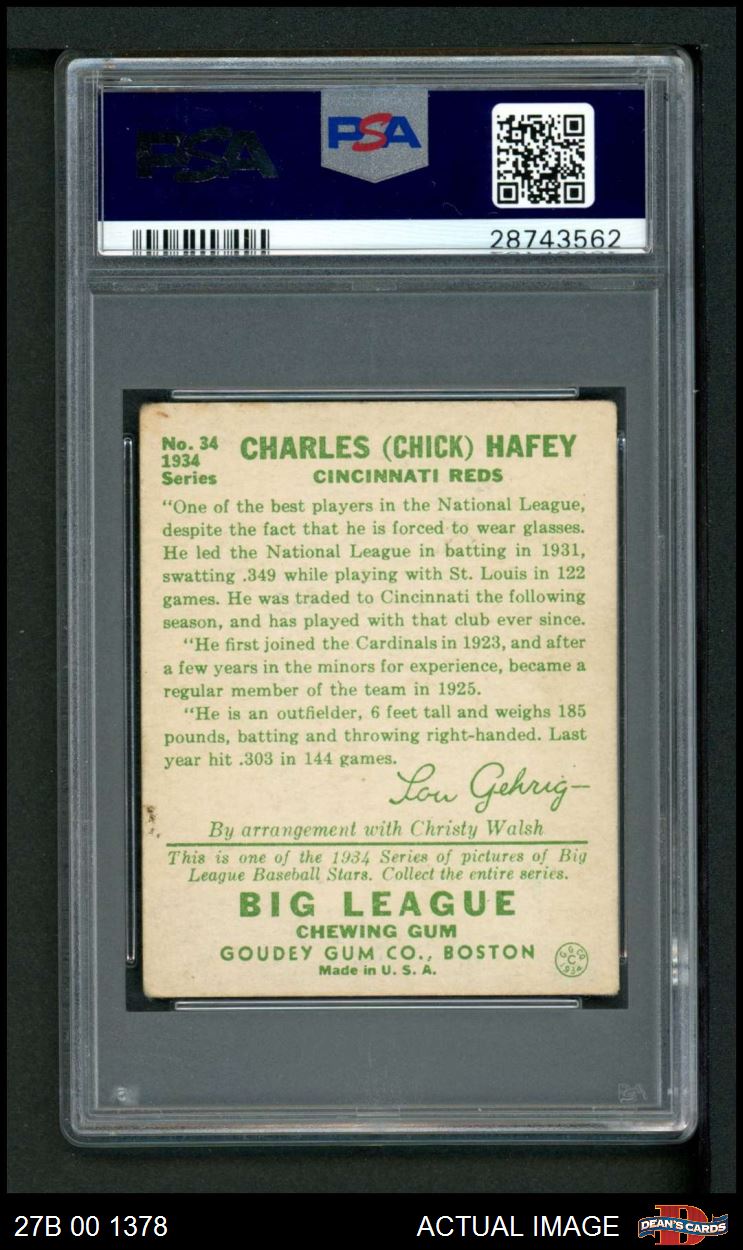 PSA
PSA
28743562
No. 34
1934
Series
CHARLES (CHICK) HAFEY
CINCINNATI REDS
"One of the best players in the National League,
despite the fact that he is forced to wear glasses.
He led the National League in batting in 1931,
swatting .349 while playing with St. Louis in 122
games. He was traded to Cincinnati the following
season, and has played with that club ever since.
"He first joined the Cardinals in 1923, and after
a few years in the minors for experience, became a
regular member of the team in 1925.
"He is an outfielder, 6 feet tall and weighs 185
pounds, batting and throwing right-handed. Last
year hit .303 in 144 games.
Lou Gehrig
By arrangement with Christy Walsh
This is one of the 1934 Series of pictures of Big
League Baseball Stars. Collect the entire series.
BIG LEAGUE
CHEWING GUM
GOUDEY GUM CO., BOSTON
Made in U. S. A.
G.G.CO.
C
1934
PSA
27B 00 1378
ACTUAL IMAGE
DEAN'S CARDS